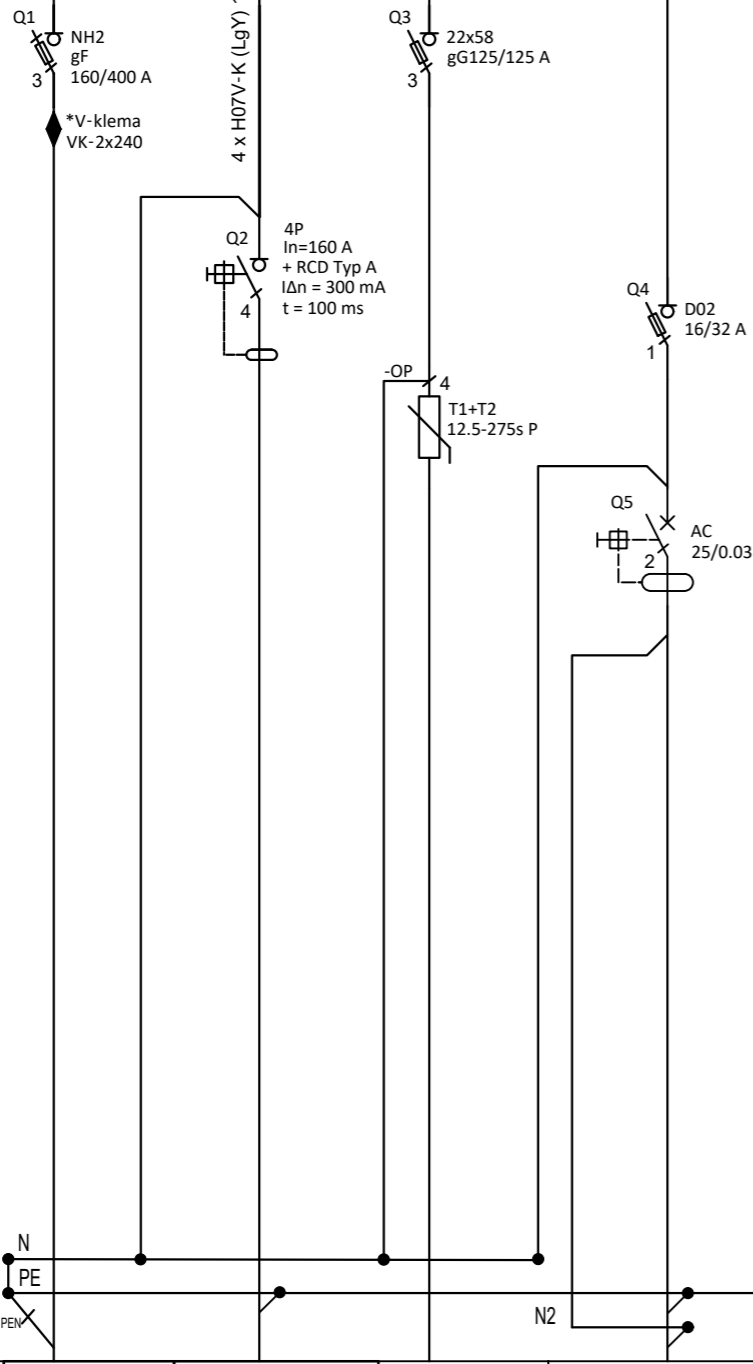 Q1
NH2
gF
160/400 A
3
*V-klema
VK-2x240
4 x H07V-K (LgY)
Q3
22x58
gG125/125 A
3
Q2
4P
In=160 A
+ RCD Typ A
IΔn = 300 mA
t = 100 ms
4
Q4
D02
16/32 A
1
-OP
4
T1+T2
12.5-275s P
Q5
AC
25/0.03
2
N
PE
PEN
N2